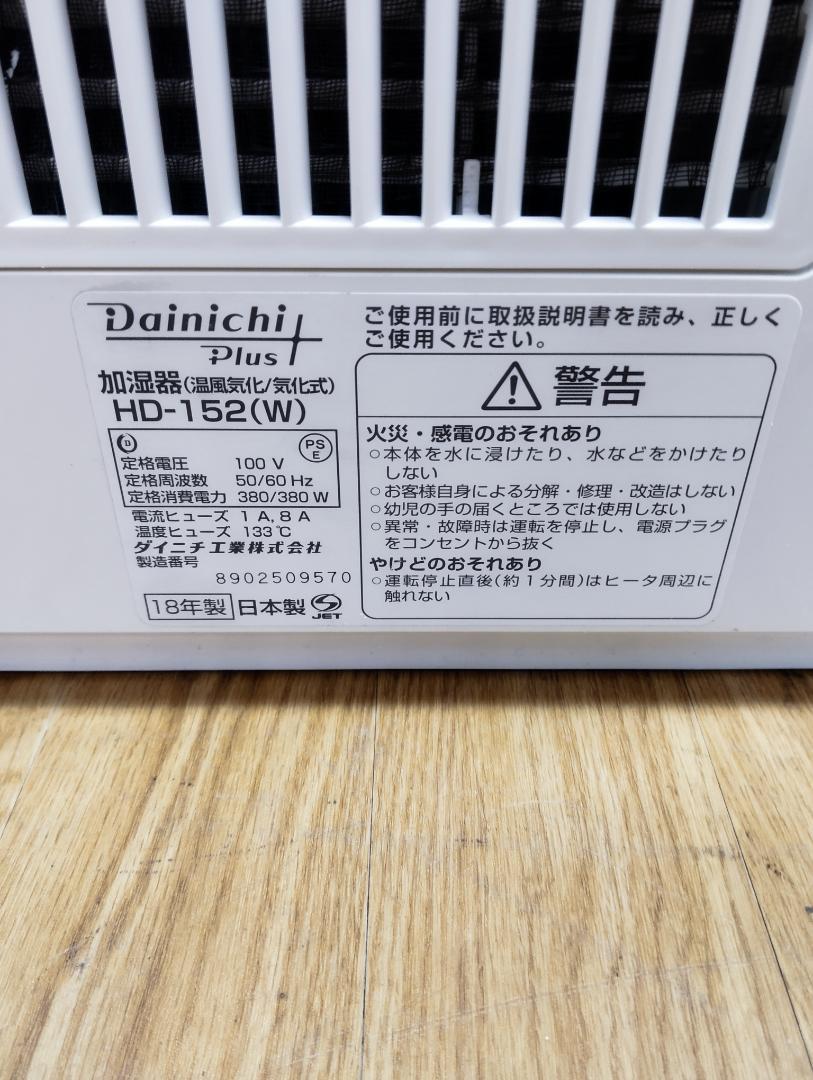 Dainichi
Plus
加湿器(温風気化/気化式)
HD-152(W)
PS
E
定格電圧 100 V
定格周波数 50/60 Hz
定格消費電力 380/380 W
電流ヒューズ 1 A, 8 A
温度ヒューズ 133℃
ダイニチ工業株式会社
製造番号
8902509570
18年製 日本製 JET
ご使用前に取扱説明書を読み、正しく
ご使用ください。
警告
火災・感電のおそれあり
○本体を水に浸けたり、水などをかけたり
しない
○お客様自身による分解・修理・改造はしない
○幼児の手の届くところでは使用しない
○異常・故障時は運転を停止し、電源プラグ
をコンセントから抜く
やけどのおそれあり
○運転停止直後(約1分間)はヒータ周辺に
触れない